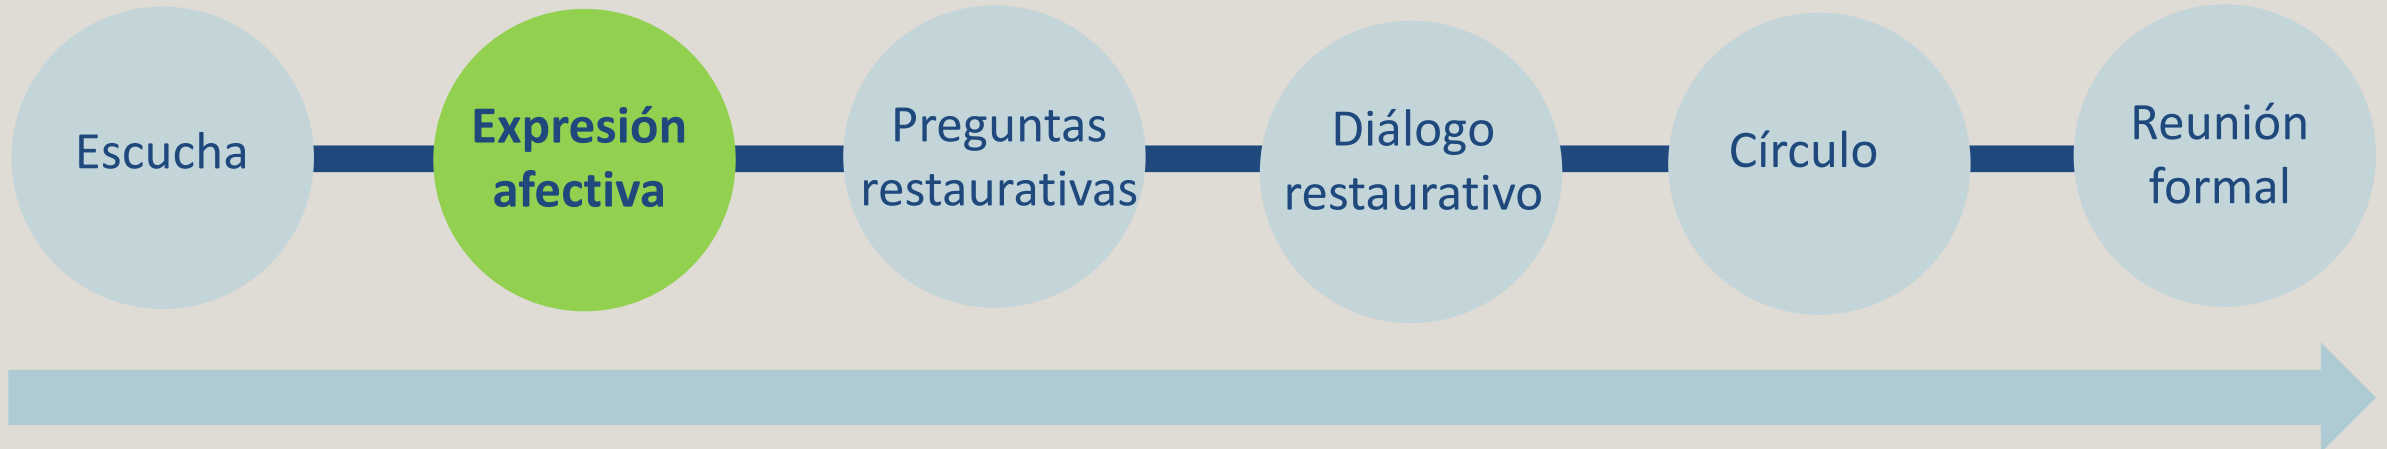 Escucha
Expresión
afectiva
Preguntas
restaurativas
Diálogo
restaurativo
Círculo
Reunión
formal